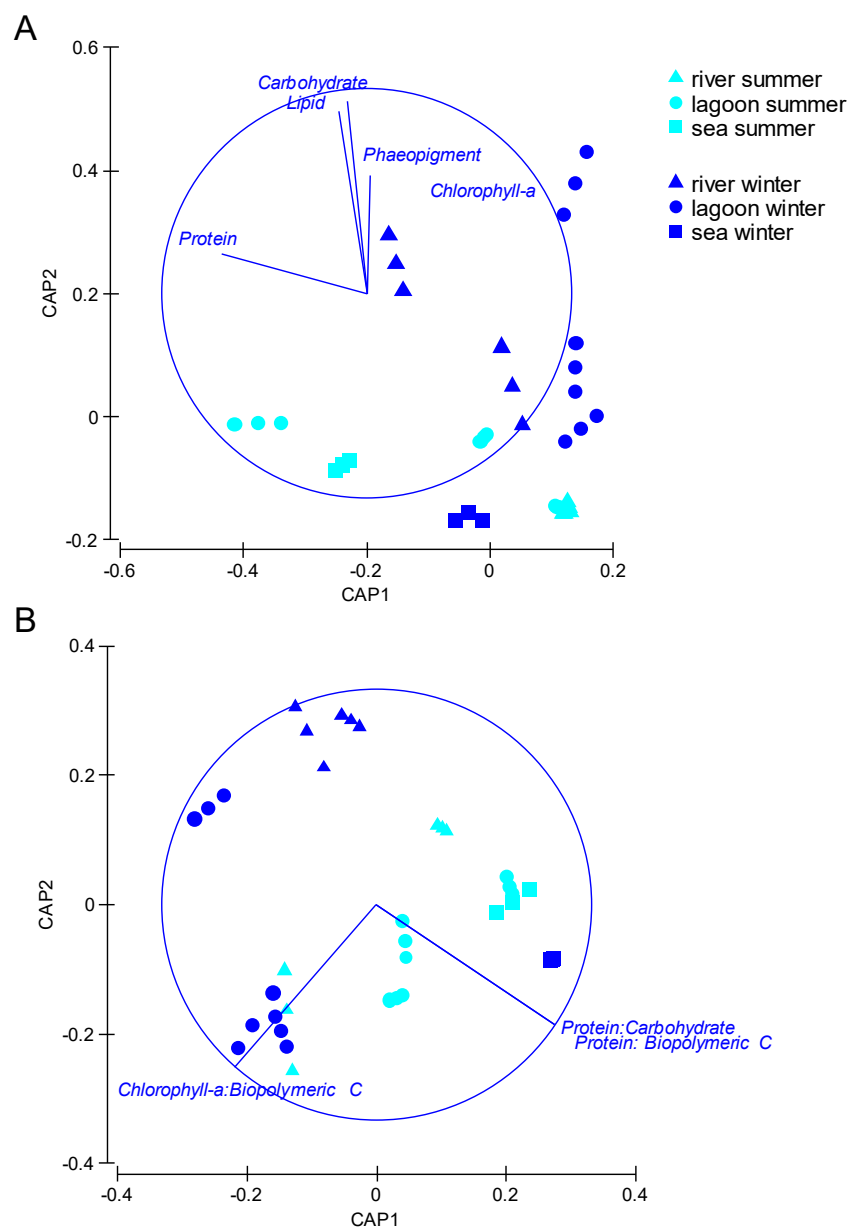 A
0.6
0.4
0.2
0
-0.2
CAP2
-0.6
-0.4
-0.2
0
0.2
CAP1
Carbohydrate
Lipid
Phaeopigment
Chlorophyll-a
Protein
river summer
lagoon summer
sea summer
river winter
lagoon winter
sea winter
B
0.4
0.2
0
-0.2
-0.4
CAP2
-0.4
-0.2
0
0.2
0.4
CAP1
Protein:Carbohydrate
Protein: Biopolymeric C
Chlorophyll-a:Biopolymeric C